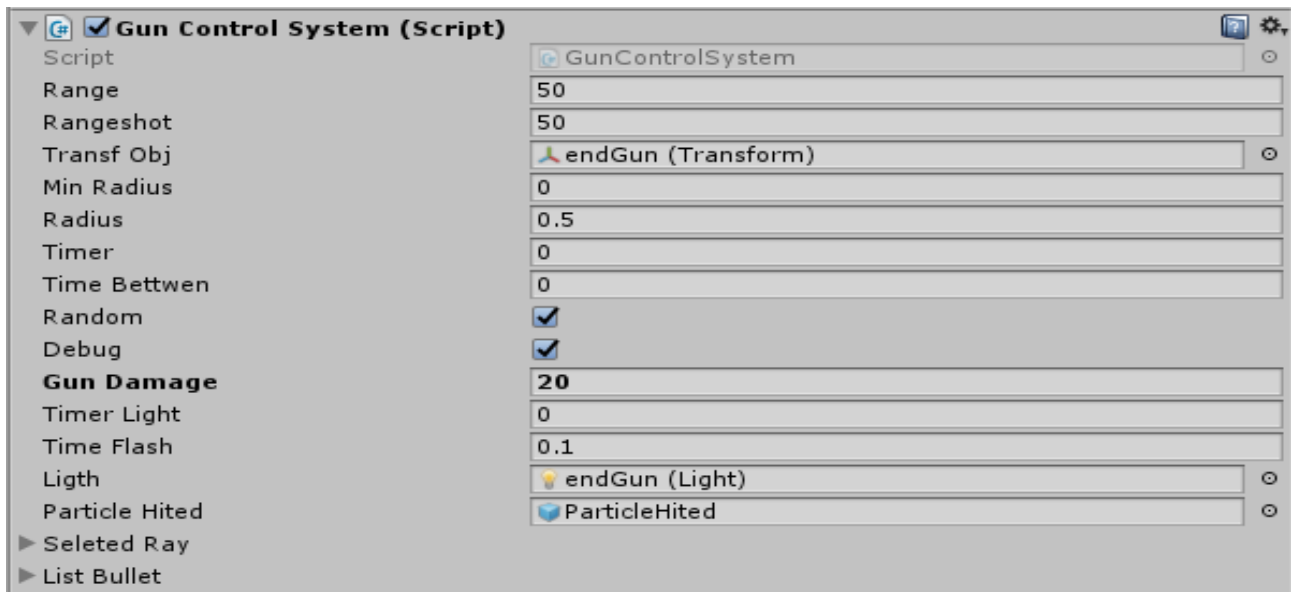 Gun Control System (Script)
Script GunControlSystem
Range 50
Rangeshot 50
Transf Obj endGun (Transform)
Min Radius 0
Radius 0.5
Timer 0
Time Bettwen 0
Random
Debug
Gun Damage 20
Timer Light 0
Time Flash 0.1
Ligth endGun (Light)
Particle Hited ParticleHited
Seleted Ray
List Bullet